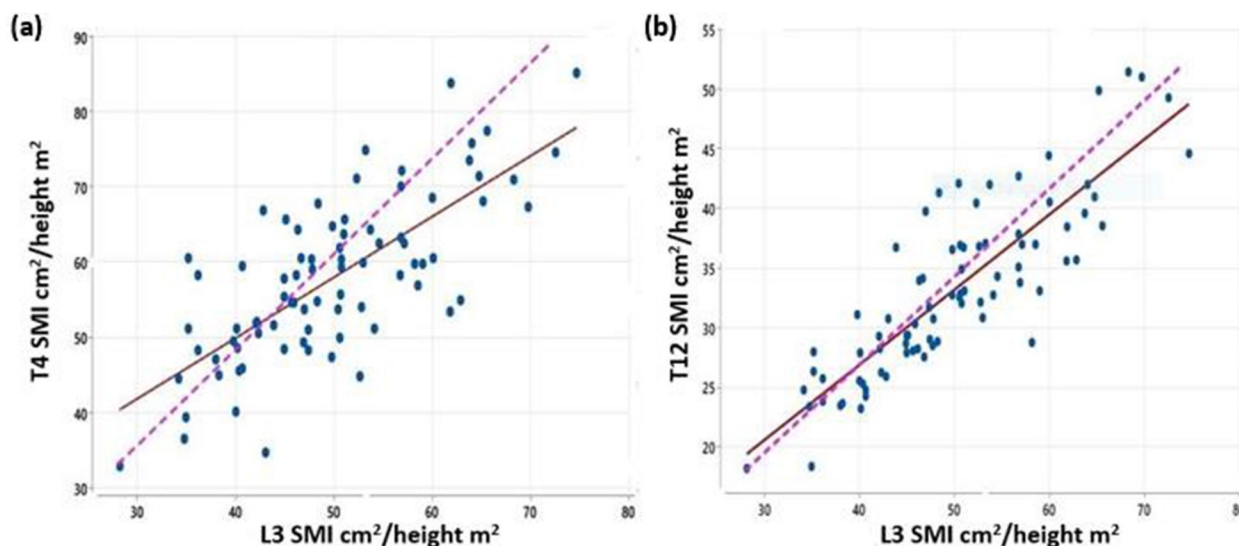 (a)
90
80
70
60
50
40
30
T4 SMI cm²/height m²
30 40 50 60 70 80
L3 SMI cm²/height m²
(b)
55
50
45
40
35
30
25
20
T12 SMI cm²/height m²
30 40 50 60 70 80
L3 SMI cm²/height m²